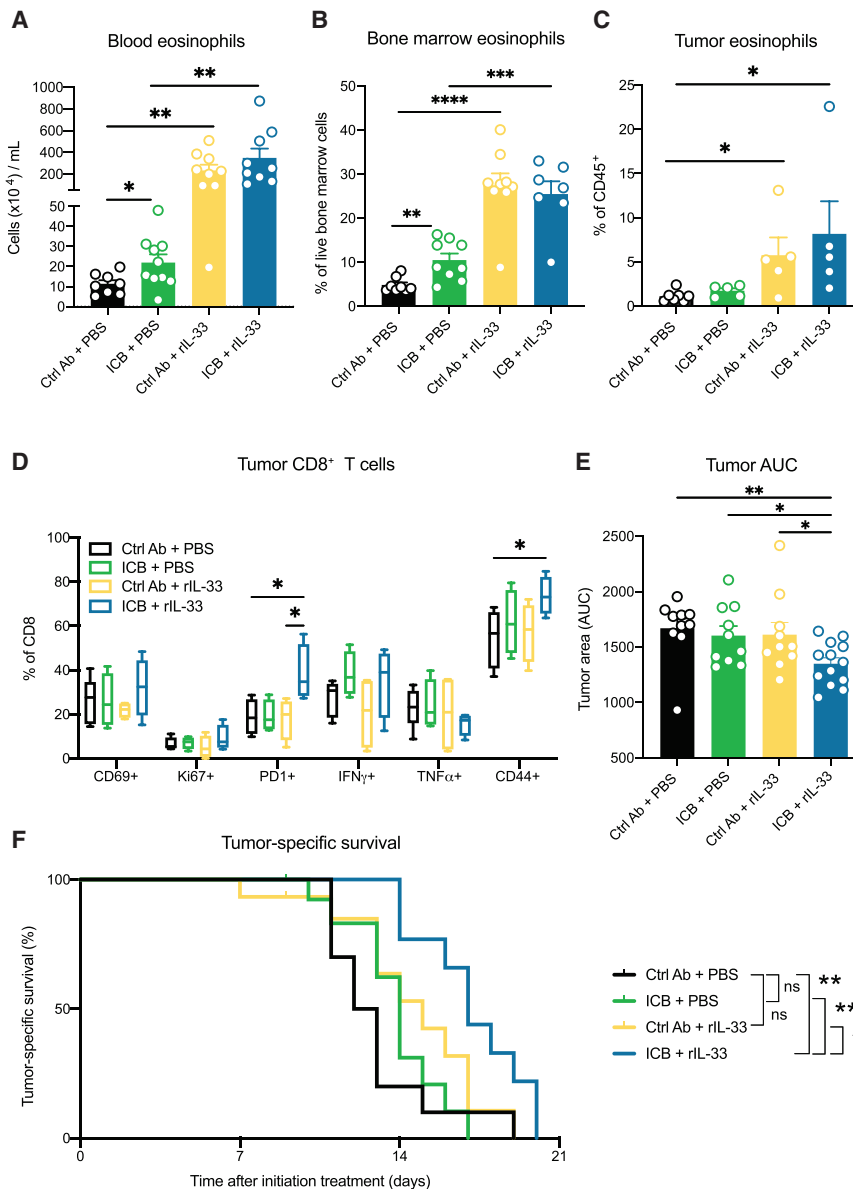 A
Blood eosinophils
**
**
*
Cells (x10⁴) / mL
1000
800
600
400
200
50
40
30
20
10
0
Ctrl Ab + PBS
ICB + PBS
Ctrl Ab + rIL-33
ICB + rIL-33
B
Bone marrow eosinophils
***
****
**
% of live bone marrow cells
50
40
30
20
10
0
Ctrl Ab + PBS
ICB + PBS
Ctrl Ab + rIL-33
ICB + rIL-33
C
Tumor eosinophils
*
*
% of CD45⁺
25
20
15
10
5
0
Ctrl Ab + PBS
ICB + PBS
Ctrl Ab + rIL-33
ICB + rIL-33
D
Tumor CD8⁺ T cells
% of CD8
100
80
60
40
20
0
Ctrl Ab + PBS
ICB + PBS
Ctrl Ab + rIL-33
ICB + rIL-33
*
*
*
CD69+
Ki67+
PD1+
IFNγ+
TNFα+
CD44+
E
Tumor AUC
**
*
*
Tumor area (AUC)
2500
2000
1500
1000
500
Ctrl Ab + PBS
ICB + PBS
Ctrl Ab + rIL-33
ICB + rIL-33
F
Tumor-specific survival
Tumor-specific survival (%)
100
50
0
0
7
14
21
Time after initiation treatment (days)
Ctrl Ab + PBS
ICB + PBS
Ctrl Ab + rIL-33
ICB + rIL-33
ns
ns
**